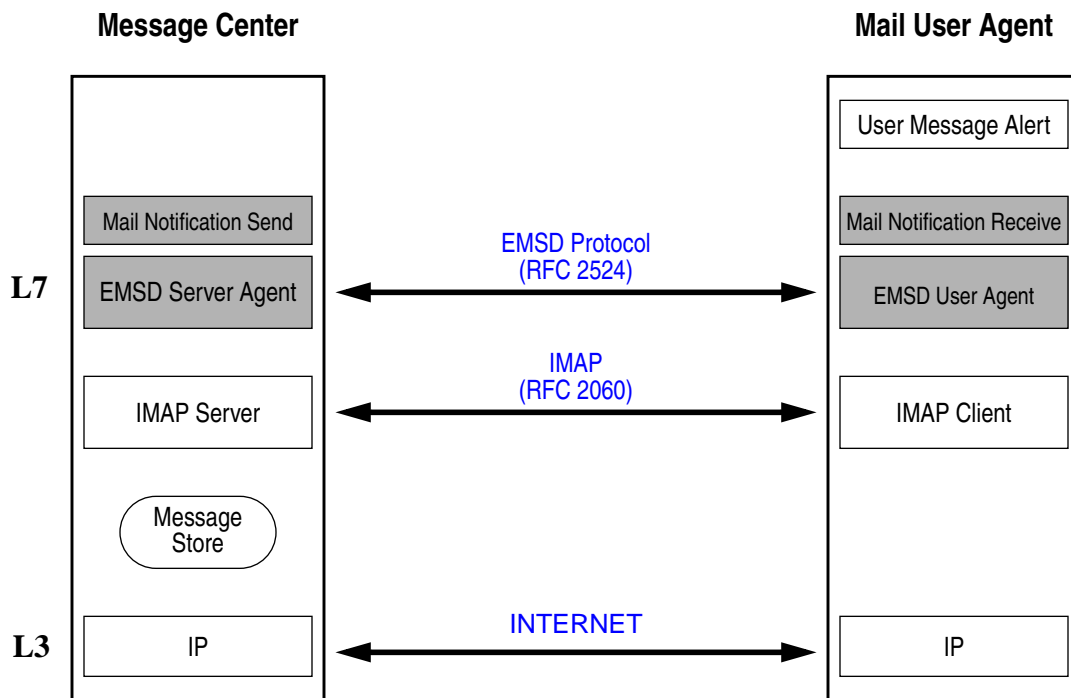 Message Center
Mail User Agent
User Message Alert
Mail Notification Send
Mail Notification Receive
EMSD Protocol
(RFC 2524)
L7
EMSD Server Agent
EMSD User Agent
IMAP
(RFC 2060)
IMAP Server
IMAP Client
Message
Store
INTERNET
L3
IP
IP